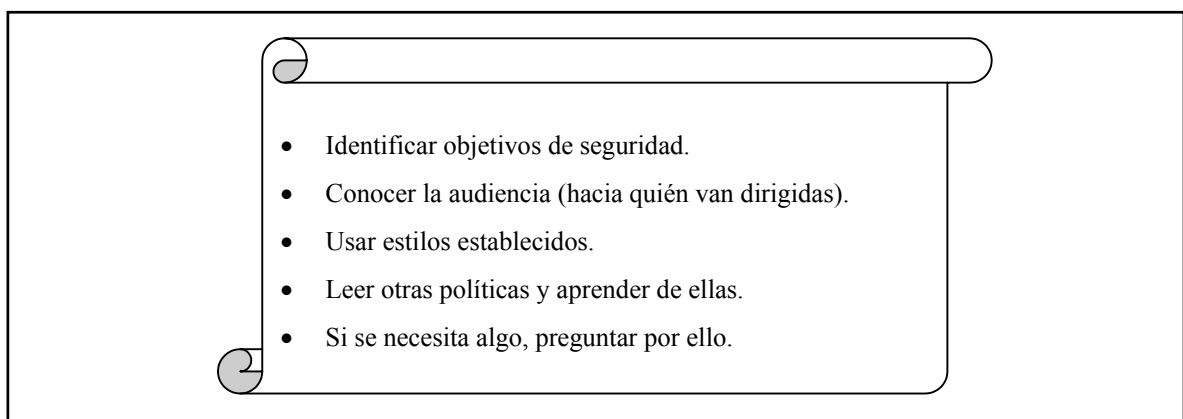 • Identificar objetivos de seguridad.
• Conocer la audiencia (hacia quién van dirigidas).
• Usar estilos establecidos.
• Leer otras políticas y aprender de ellas.
• Si se necesita algo, preguntar por ello.